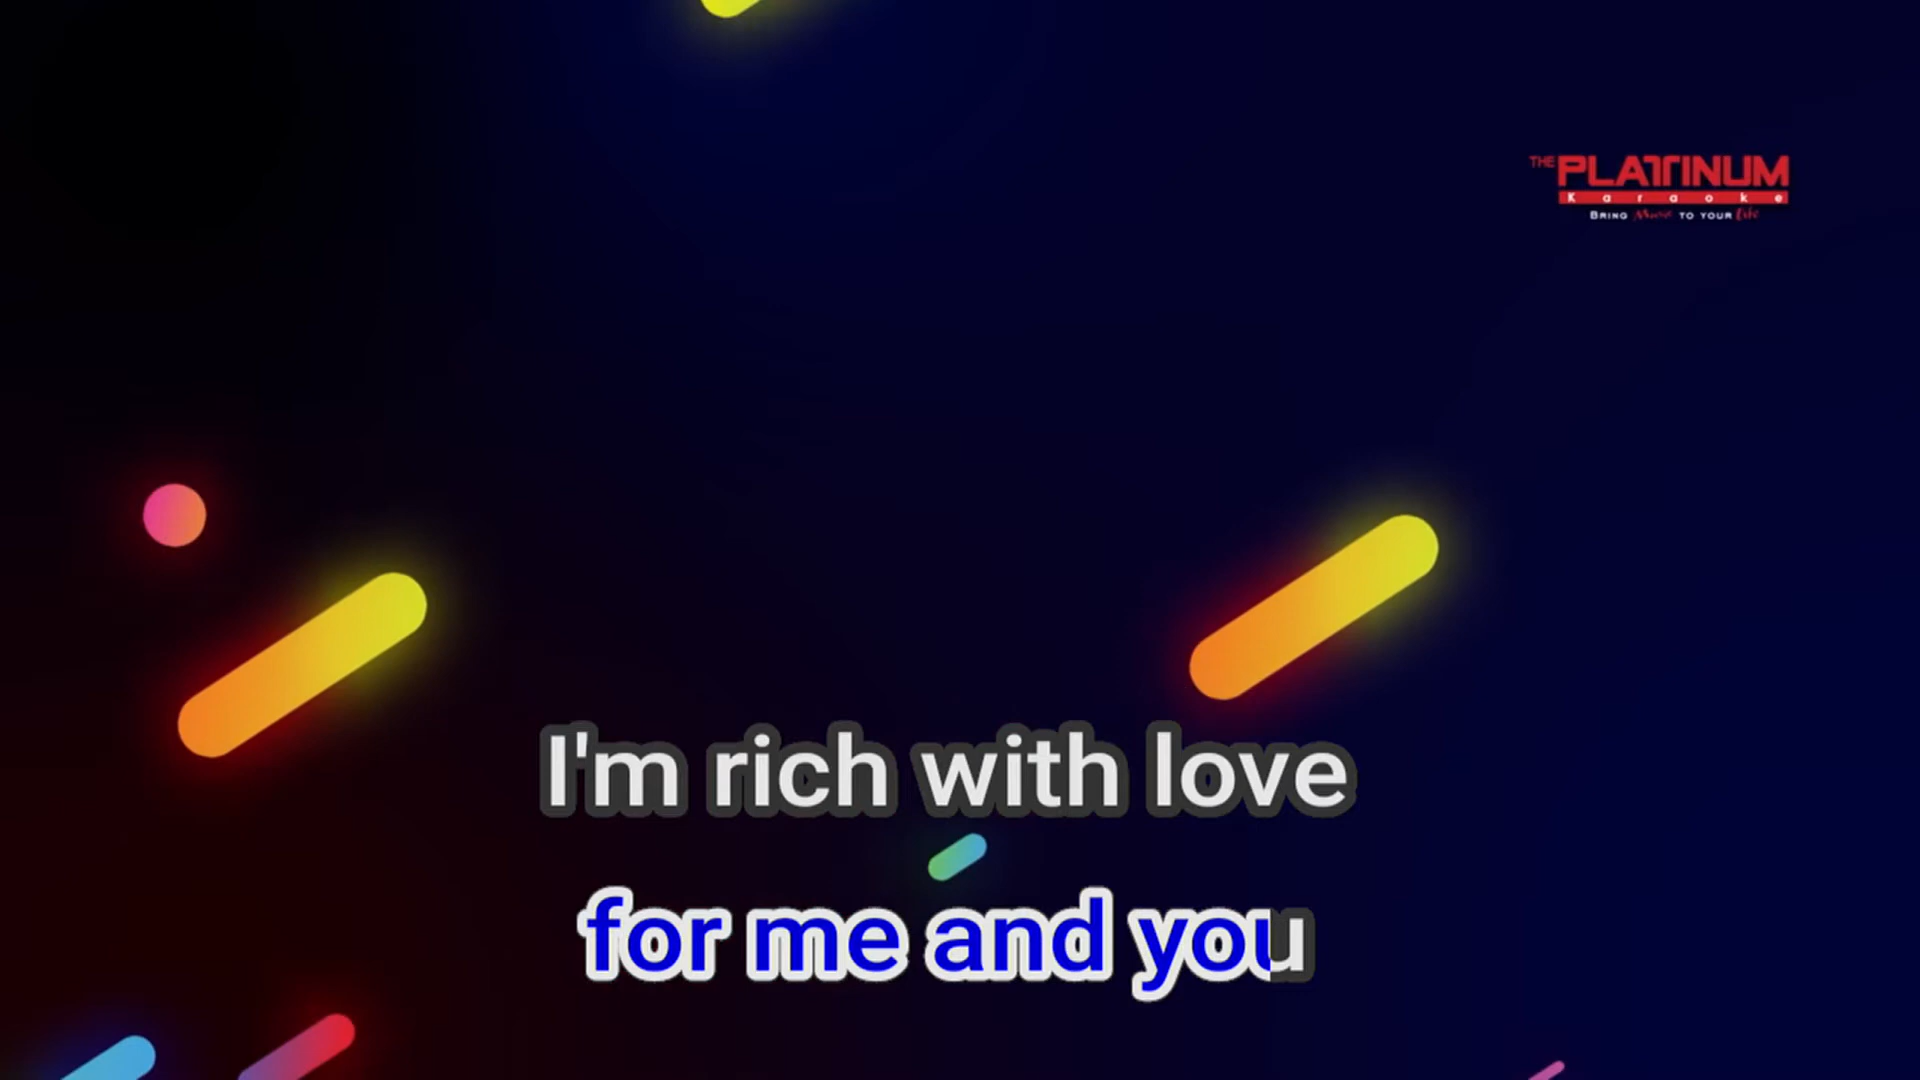 THE PLATINUM
Karaoke
BRING Music TO YOUR Life
I'm rich with love
for me and you